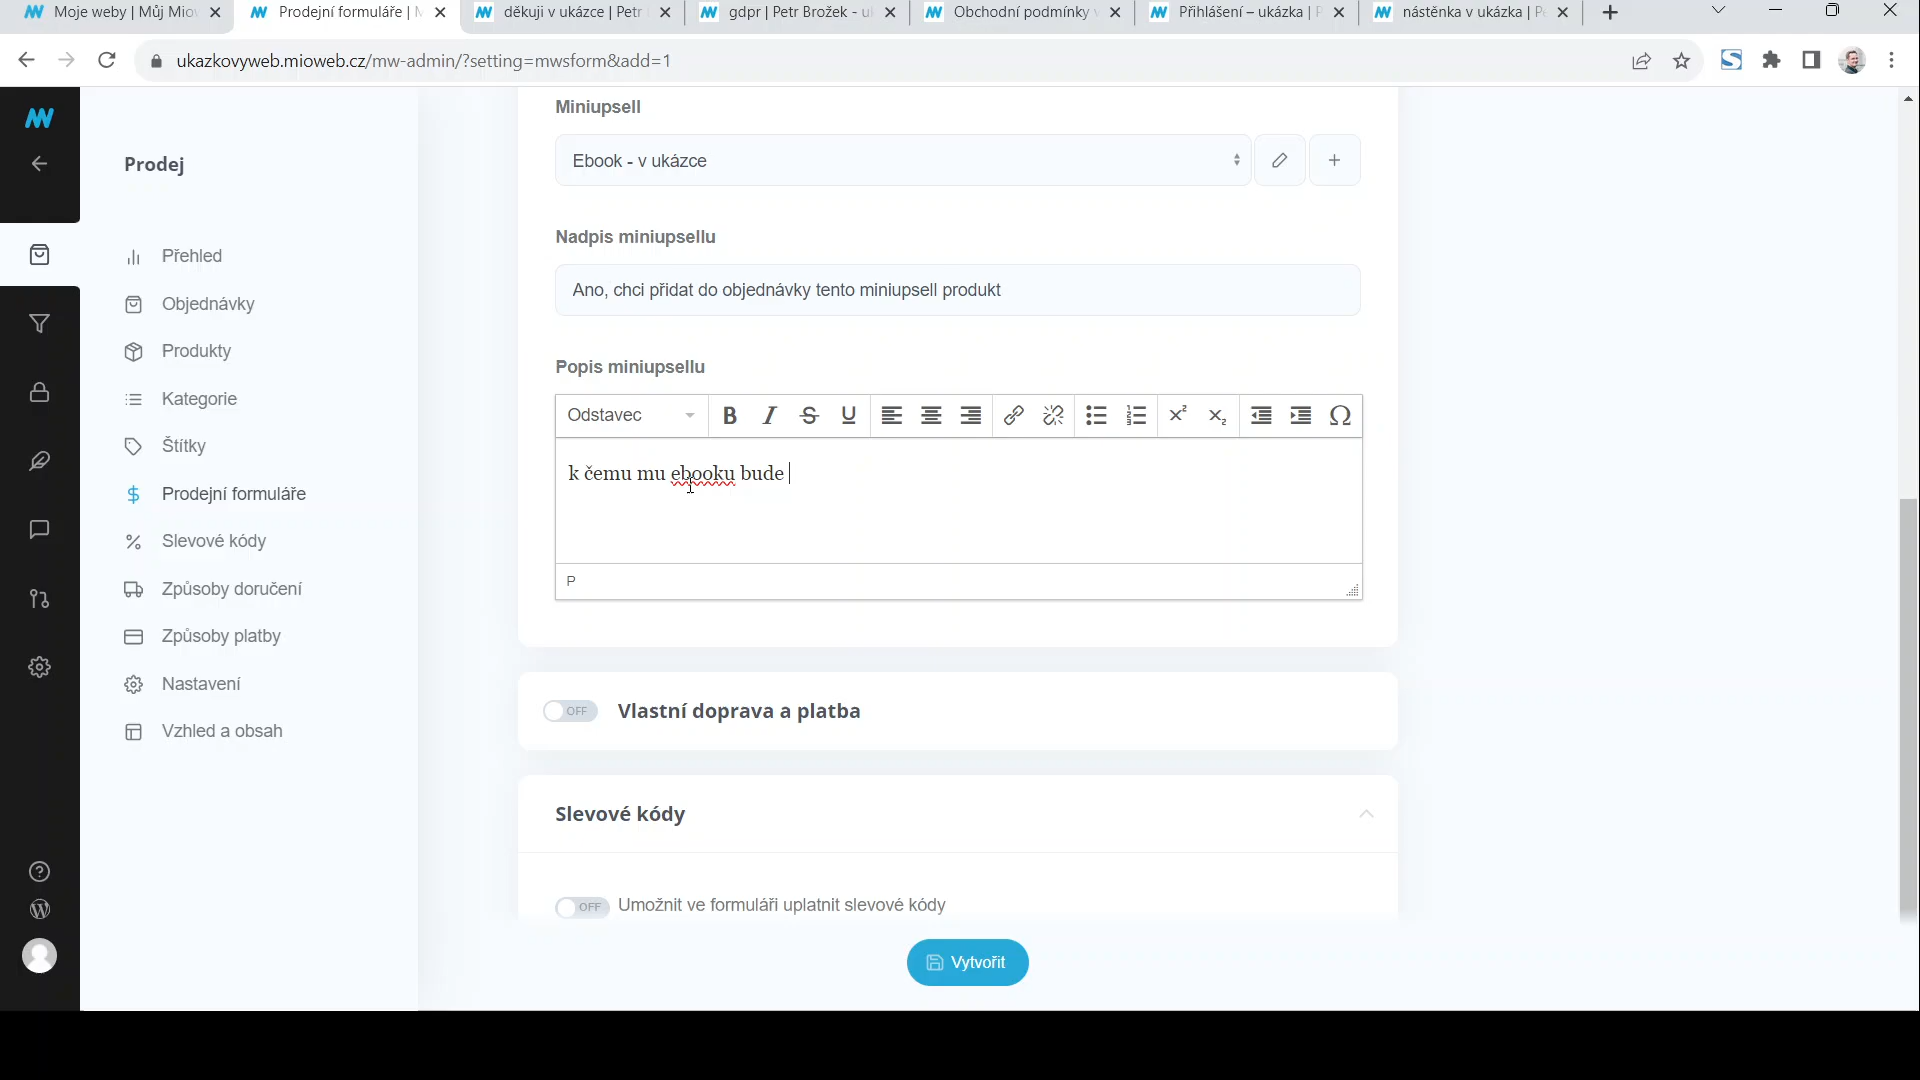 Moje weby | Můj Mio
Prodejní formuláře |
děkuji v ukázce | Petr
gdpr | Petr Brožek - u
Obchodní podmínky
Přihlášení – ukázka |
nástěnka v ukázka |
ukazkovyweb.mioweb.cz/mw-admin/?setting=mwsform&add=1
Prodej
Přehled
Objednávky
Produkty
Kategorie
Štítky
Prodejní formuláře
Slevové kódy
Způsoby doručení
Způsoby platby
Nastavení
Vzhled a obsah
Miniupsell
Ebook - v ukázce
Nadpis miniupsellu
Ano, chci přidat do objednávky tento miniupsell produkt
Popis miniupsellu
Odstavec
k čemu mu ebooku bude
P
OFF Vlastní doprava a platba
Slevové kódy
OFF Umožnit ve formuláři uplatnit slevové kódy
Vytvořit